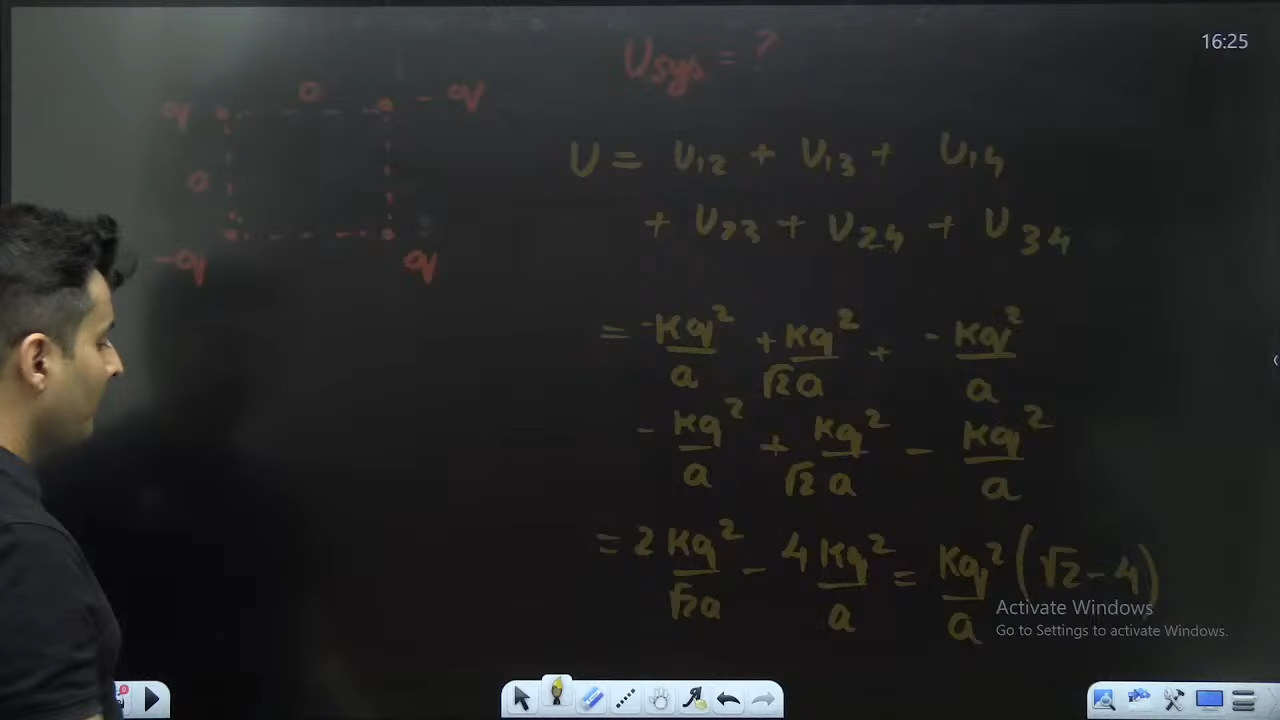 16:25
U_sys = ?
q a -q
a
-q q
U = U12 + U13 + U14
+ U23 + U24 + U34
= -Kq²/a + Kq²/√2a + -Kq²/a
- Kq²/a + Kq²/√2a - Kq²/a
= 2Kq²/√2a - 4Kq²/a = Kq²/a (√2-4)
Activate Windows
Go to Settings to activate Windows.